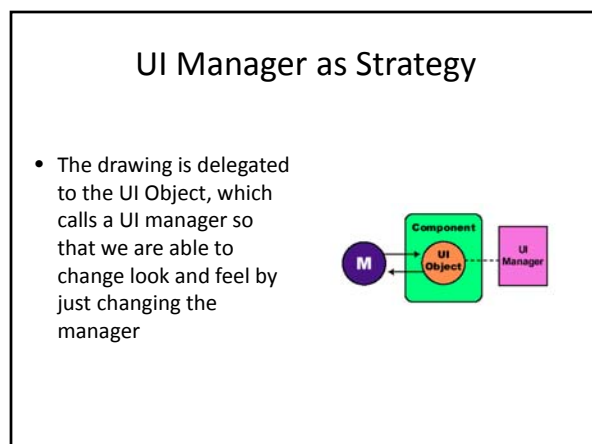 UI Manager as Strategy
• The drawing is delegated
to the UI Object, which
calls a UI manager so
that we are able to
change look and feel by
just changing the
manager
Component
M
UI
Object
UI
Manager